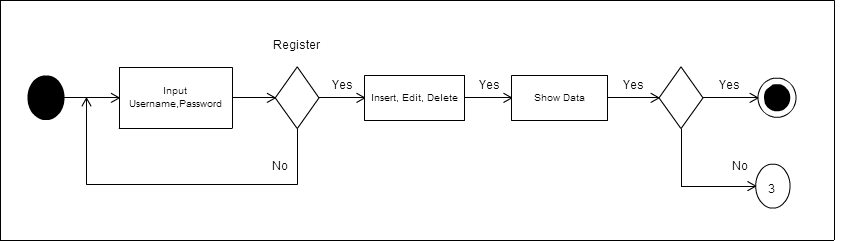 Register
Input
Username,Password
Yes
Insert, Edit, Delete
Yes
Show Data
Yes
Yes
No
No
3